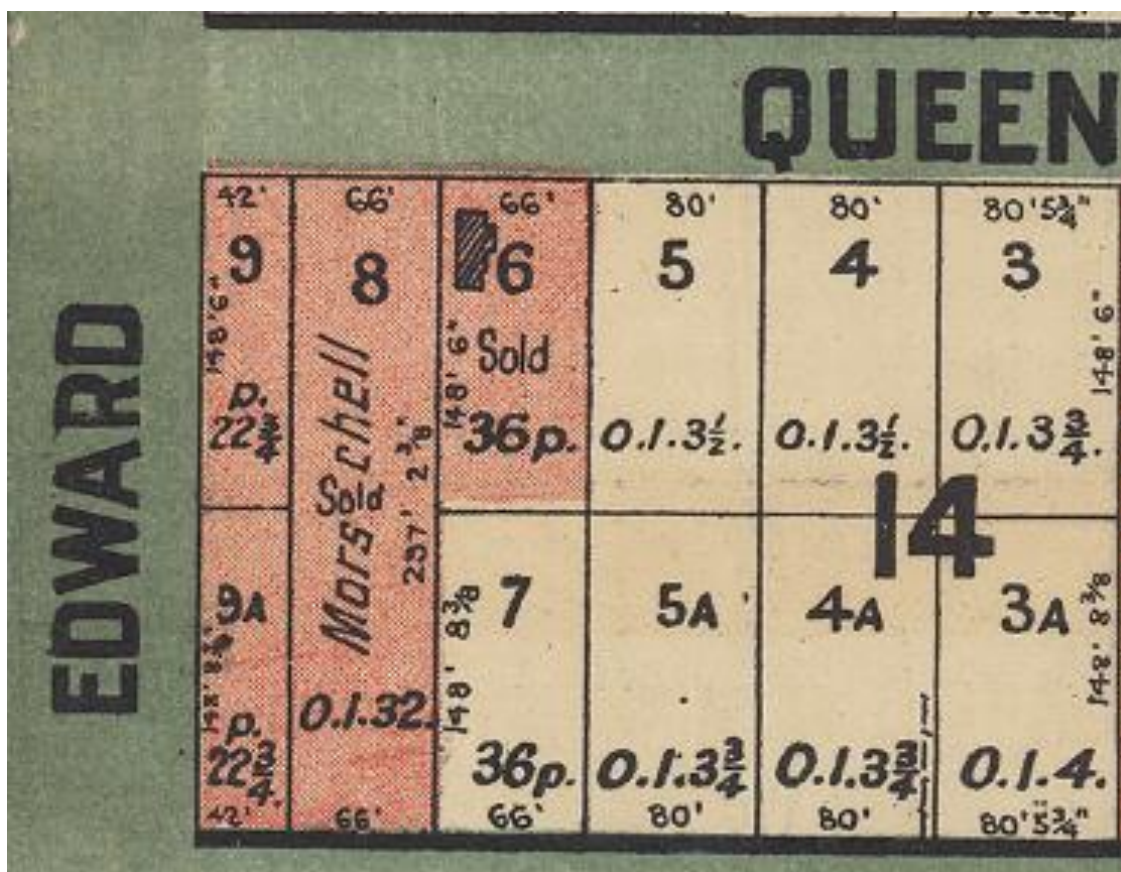 QUEEN
EDWARD
42'
66'
66'
80'
80'
80'5¾"
9
8
6
5
4
3
148'6"
148' 6"
148' 6"
Sold
p.
22¾
36p.
0.1.3½.
0.1.3½.
0.1.3¾.
Morschell
Sold
297' 2⅜"
14
9A
7
5A
4A
3A
148' 8⅜
148' 8⅜
p.
22¾.
0.1.32.
36p.
0.1.3¾
0.1.3¾
0.1.4.
42'
66'
66'
80'
80'
80'5¾"